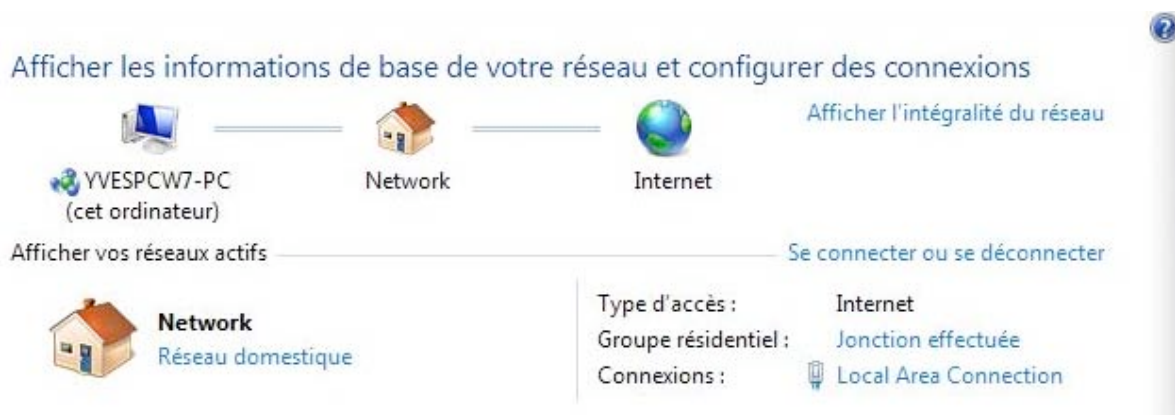 Afficher les informations de base de votre réseau et configurer des connexions
Afficher l'intégralité du réseau
YVESPCW7-PC
(cet ordinateur)
Network
Internet
Afficher vos réseaux actifs
Se connecter ou se déconnecter
Network
Réseau domestique
Type d'accès : Internet
Groupe résidentiel : Jonction effectuée
Connexions : Local Area Connection